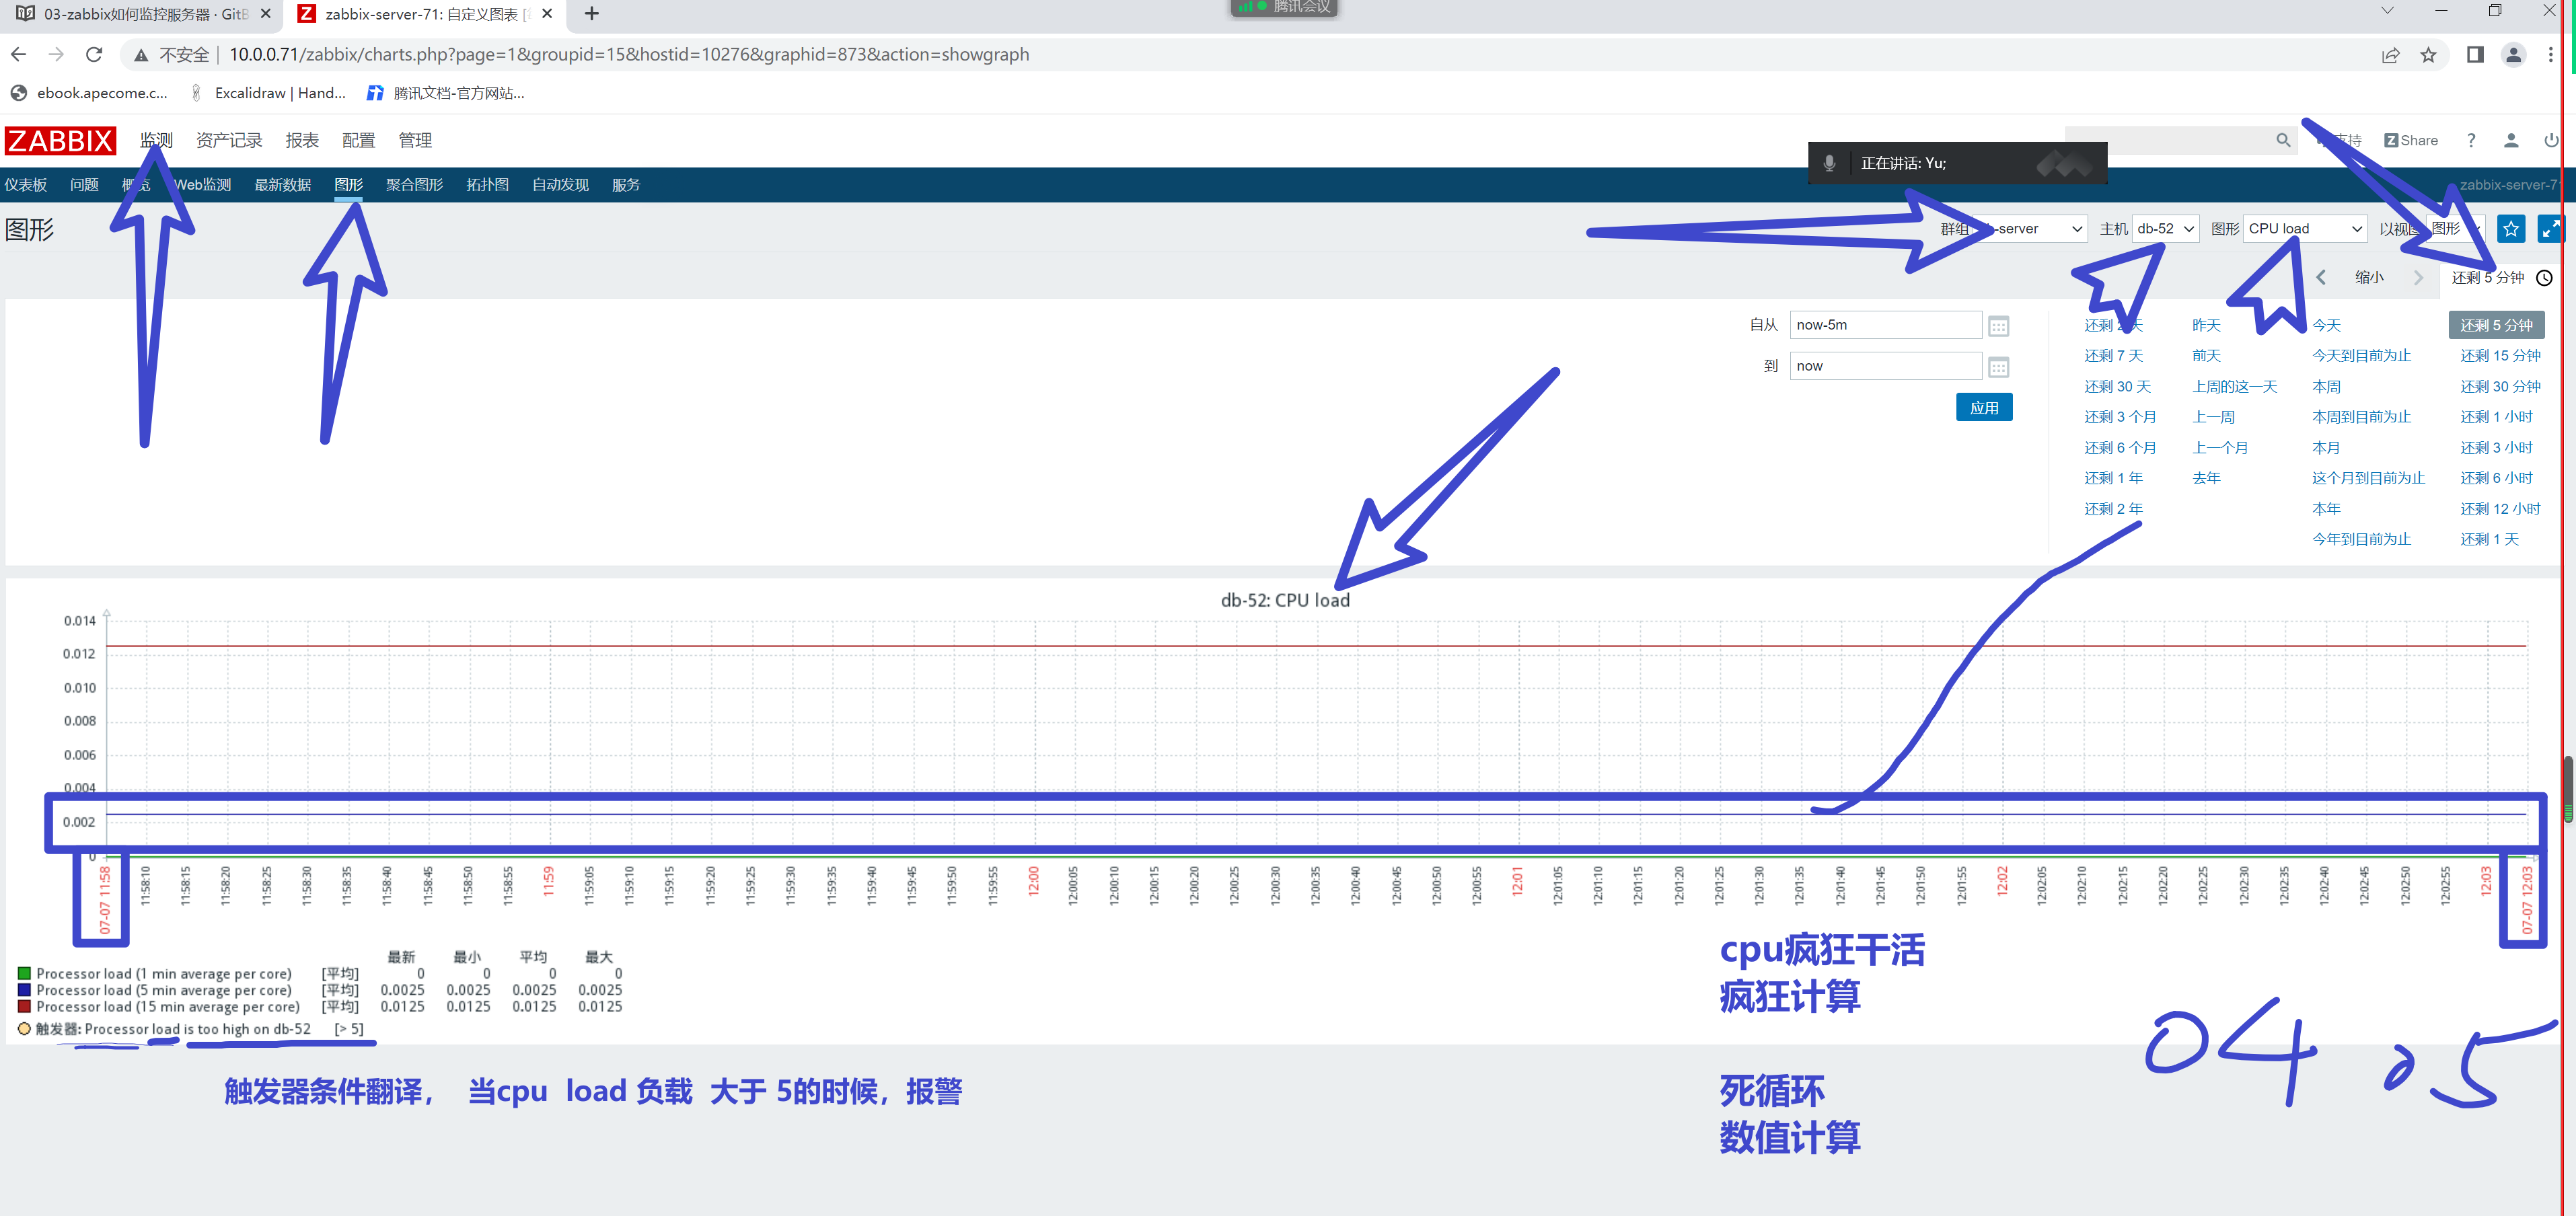 03-zabbix如何监控服务器 · GitB
zabbix-server-71: 自定义图表 [
腾讯会议
不安全
10.0.0.71/zabbix/charts.php?page=1&groupid=15&hostid=10276&graphid=873&action=showgraph
ebook.apecome.c...
Excalidraw | Hand...
腾讯文档-官方网站...
ZABBIX 监测 资产记录 报表 配置 管理
支持 Z Share ?
正在讲话: Yu;
仪表板 问题 概览 Web监测 最新数据 图形 聚合图形 拓扑图 自动发现 服务
zabbix-server-7
图形
群组 -server 主机 db-52 图形 CPU load 以视图 图形
缩小 还剩 5 分钟
自从 now-5m
到 now
应用
还剩 2 天 昨天 今天 还剩 5 分钟
还剩 7 天 前天 今天到目前为止 还剩 15 分钟
还剩 30 天 上周的这一天 本周 还剩 30 分钟
还剩 3 个月 上一周 本周到目前为止 还剩 1 小时
还剩 6 个月 上一个月 本月 还剩 3 小时
还剩 1 年 去年 这个月到目前为止 还剩 6 小时
还剩 2 年 本年 还剩 12 小时
今年到目前为止 还剩 1 天
db-52: CPU load
0.014
0.012
0.010
0.008
0.006
0.004
0.002
0
07-07 11:58 11:58:10 11:58:15 11:58:20 11:58:25 11:58:30 11:58:35 11:58:40 11:58:45 11:58:50 11:58:55 11:59 11:59:05 11:59:10 11:59:15 11:59:20 11:59:25 11:59:30 11:59:35 11:59:40 11:59:45 11:59:50 11:59:55 12:00 12:00:05 12:00:10 12:00:15 12:00:20 12:00:25 12:00:30 12:00:35 12:00:40 12:00:45 12:00:50 12:00:55 12:01 12:01:05 12:01:10 12:01:15 12:01:20 12:01:25 12:01:30 12:01:35 12:01:40 12:01:45 12:01:50 12:01:55 12:02 12:02:05 12:02:10 12:02:15 12:02:20 12:02:25 12:02:30 12:02:35 12:02:40 12:02:45 12:02:50 12:02:55 12:03 07-07 12:03
最新 最小 平均 最大
Processor load (1 min average per core) [平均] 0 0 0 0
Processor load (5 min average per core) [平均] 0.0025 0.0025 0.0025 0.0025
Processor load (15 min average per core) [平均] 0.0125 0.0125 0.0125 0.0125
触发器: Processor load is too high on db-52 [> 5]
cpu疯狂干活
疯狂计算
触发器条件翻译， 当cpu load 负载 大于 5的时候，报警
死循环
数值计算
04 .5